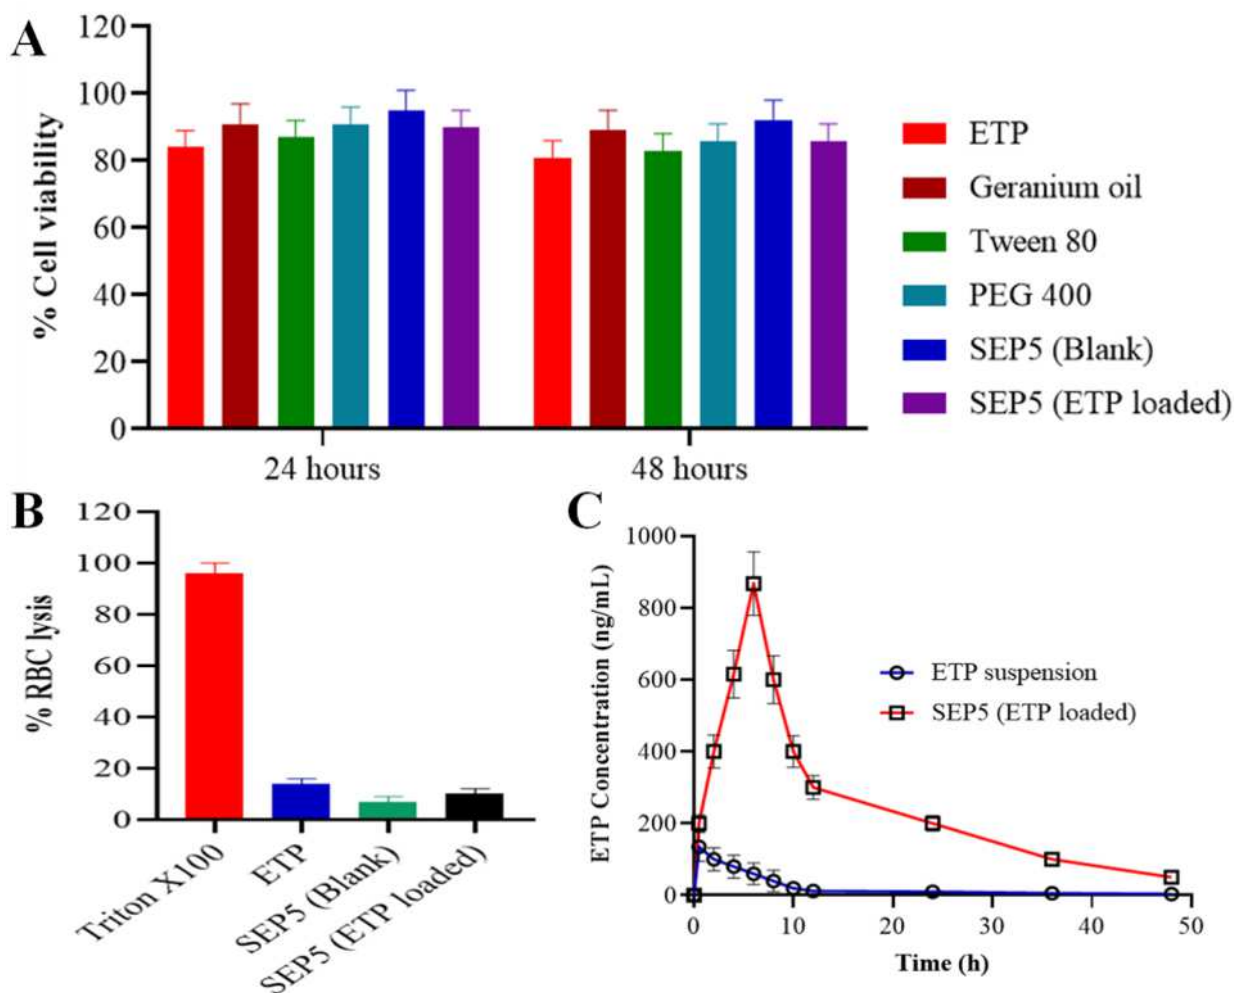 A
% Cell viability
120
100
80
60
40
20
0
24 hours
48 hours
ETP
Geranium oil
Tween 80
PEG 400
SEP5 (Blank)
SEP5 (ETP loaded)
B
% RBC lysis
120
100
80
60
40
20
0
Triton X100
ETP
SEP5 (Blank)
SEP5 (ETP loaded)
C
ETP Concentration (ng/mL)
1000
800
600
400
200
0
0
10
20
30
40
50
Time (h)
ETP suspension
SEP5 (ETP loaded)